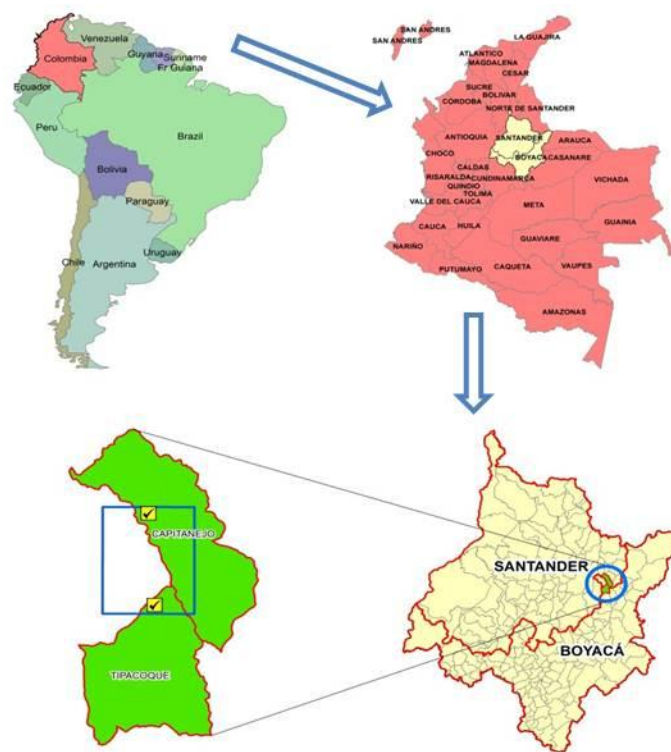 Venezuela
Guyana
Suriname
Colombia
Fr Guiana
Ecuador
Peru
Brazil
Bolivia
Paraguay
Chile
Argentina
Uruguay
SAN ANDRES
SAN ANDRES
LA GUAJIRA
ATLANTICO
MAGDALENA
CESAR
SUCRE
BOLIVAR
CORDOBA
NORTE DE SANTANDER
ANTIOQUIA
SANTANDER
ARAUCA
CHOCO
BOYACA
CASANARE
CALDAS
RISARALDA
CUNDINAMARCA
QUINDIO
TOLIMA
VICHADA
VALLE DEL CAUCA
META
GUAINIA
CAUCA
HUILA
NARIÑO
GUAVIARE
PUTUMAYO
CAQUETA
VAUPES
AMAZONAS
CAPITANEJO
TIPACOQUE
SANTANDER
BOYACÁ